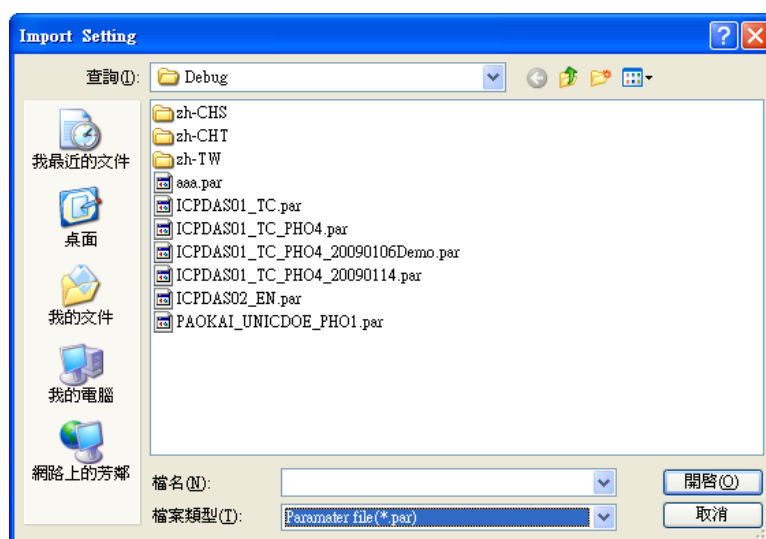 Import Setting
查詢(I):
Debug
zh-CHS
zh-CHT
zh-TW
aaa.par
ICPDAS01_TC.par
ICPDAS01_TC_PHO4.par
ICPDAS01_TC_PHO4_20090106Demo.par
ICPDAS01_TC_PHO4_20090114.par
ICPDAS02_EN.par
PAOKAI_UNICDOE_PHO1.par
我最近的文件
桌面
我的文件
我的電腦
網路上的芳鄰
檔名(N):
開啓(O)
檔案類型(T):
Paramater file(*.par)
取消